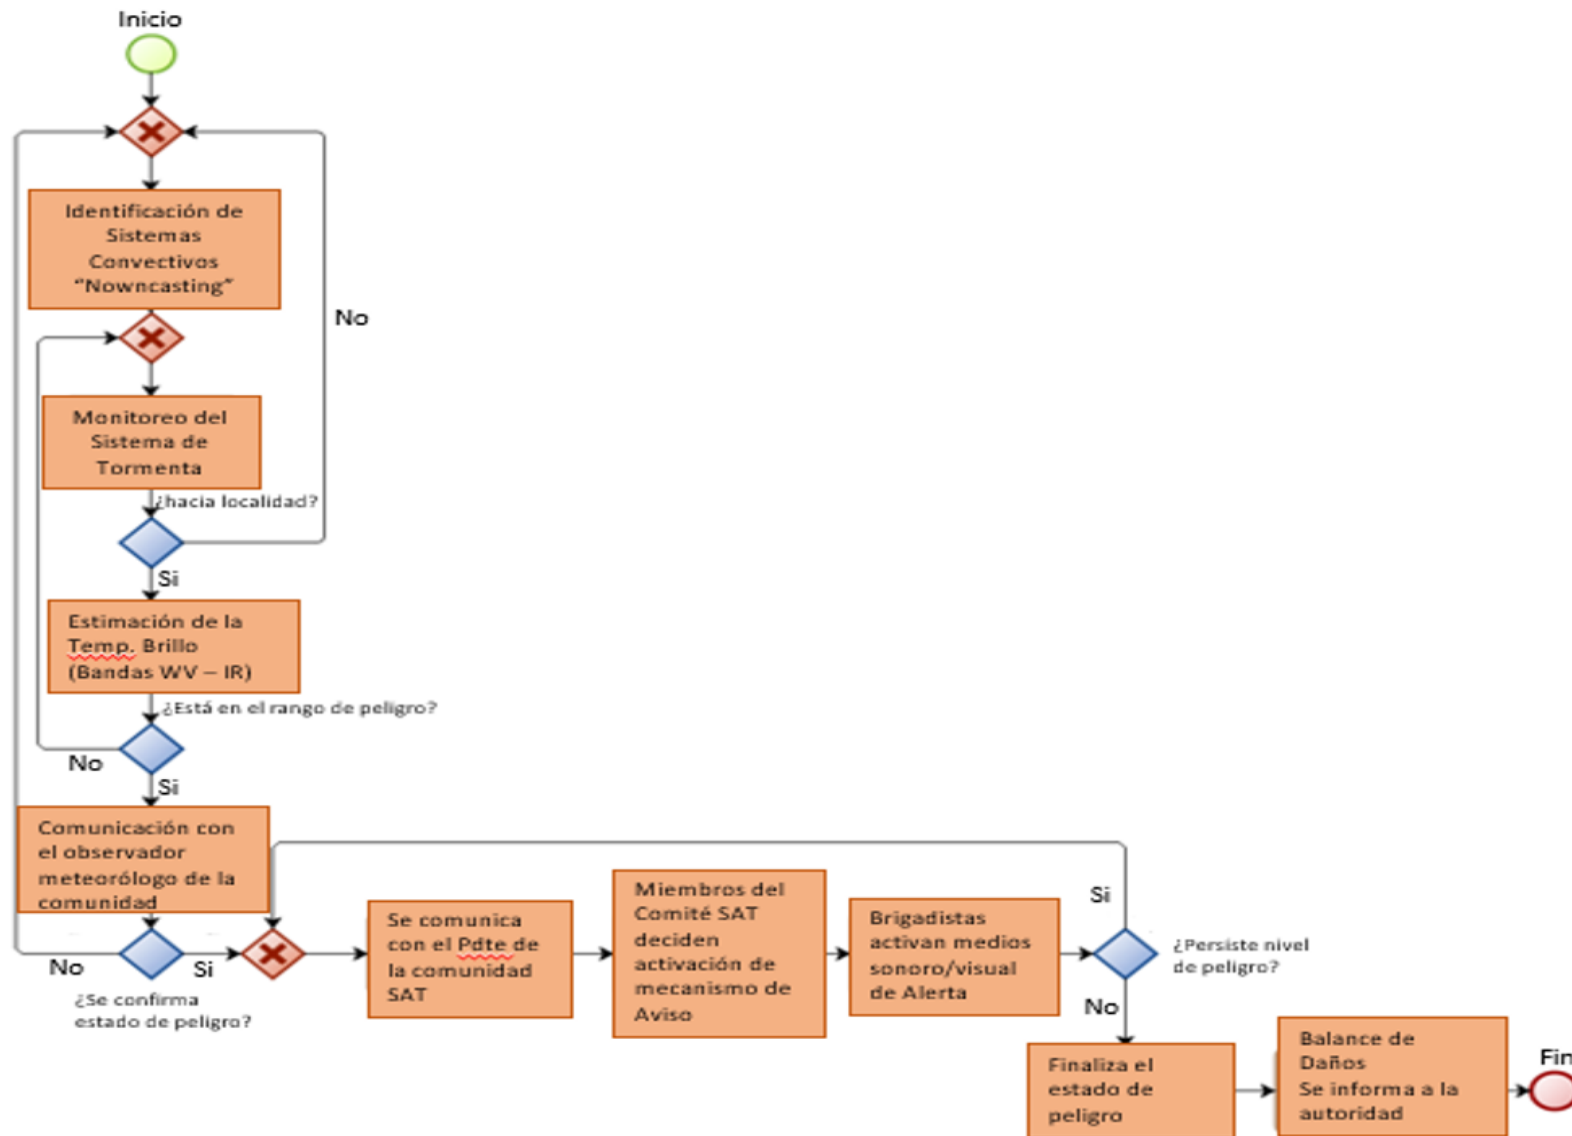 Inicio
Identificación de
Sistemas
Convectivos
“Nowncasting”
No
Monitoreo del
Sistema de
Tormenta
¿hacia localidad?
Si
Estimación de la
Temp. Brillo
(Bandas WV – IR)
¿Está en el rango de peligro?
No
Si
Comunicación con
el observador
meteorólogo de la
comunidad
No
Si
¿Se confirma
estado de peligro?
Se comunica
con el Pdte de
la comunidad
SAT
Miembros del
Comité SAT
deciden
activación de
mecanismo de
Aviso
Brigadistas
activan medios
sonoro/visual
de Alerta
Si
¿Persiste nivel
de peligro?
No
Finaliza el
estado de
peligro
Balance de
Daños
Se informa a la
autoridad
Fin